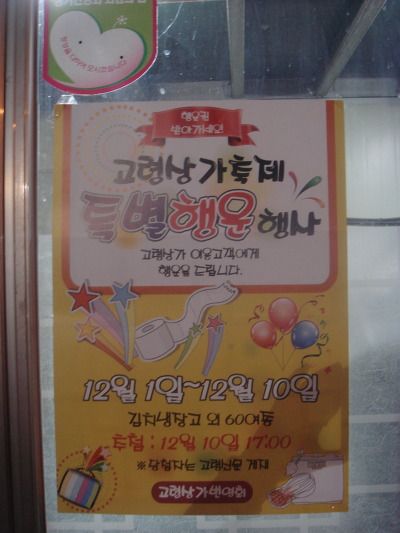 행운권
받아가세요!
고령상가축제
특별행운행사
고령상가 이용고객에게
행운을 드립니다.
12월 1일~12월 10일
김치냉장고 외 600여종
추첨 : 12월 10일 17:00
※ 당첨자는 고령신문 게재
고령상가번영회